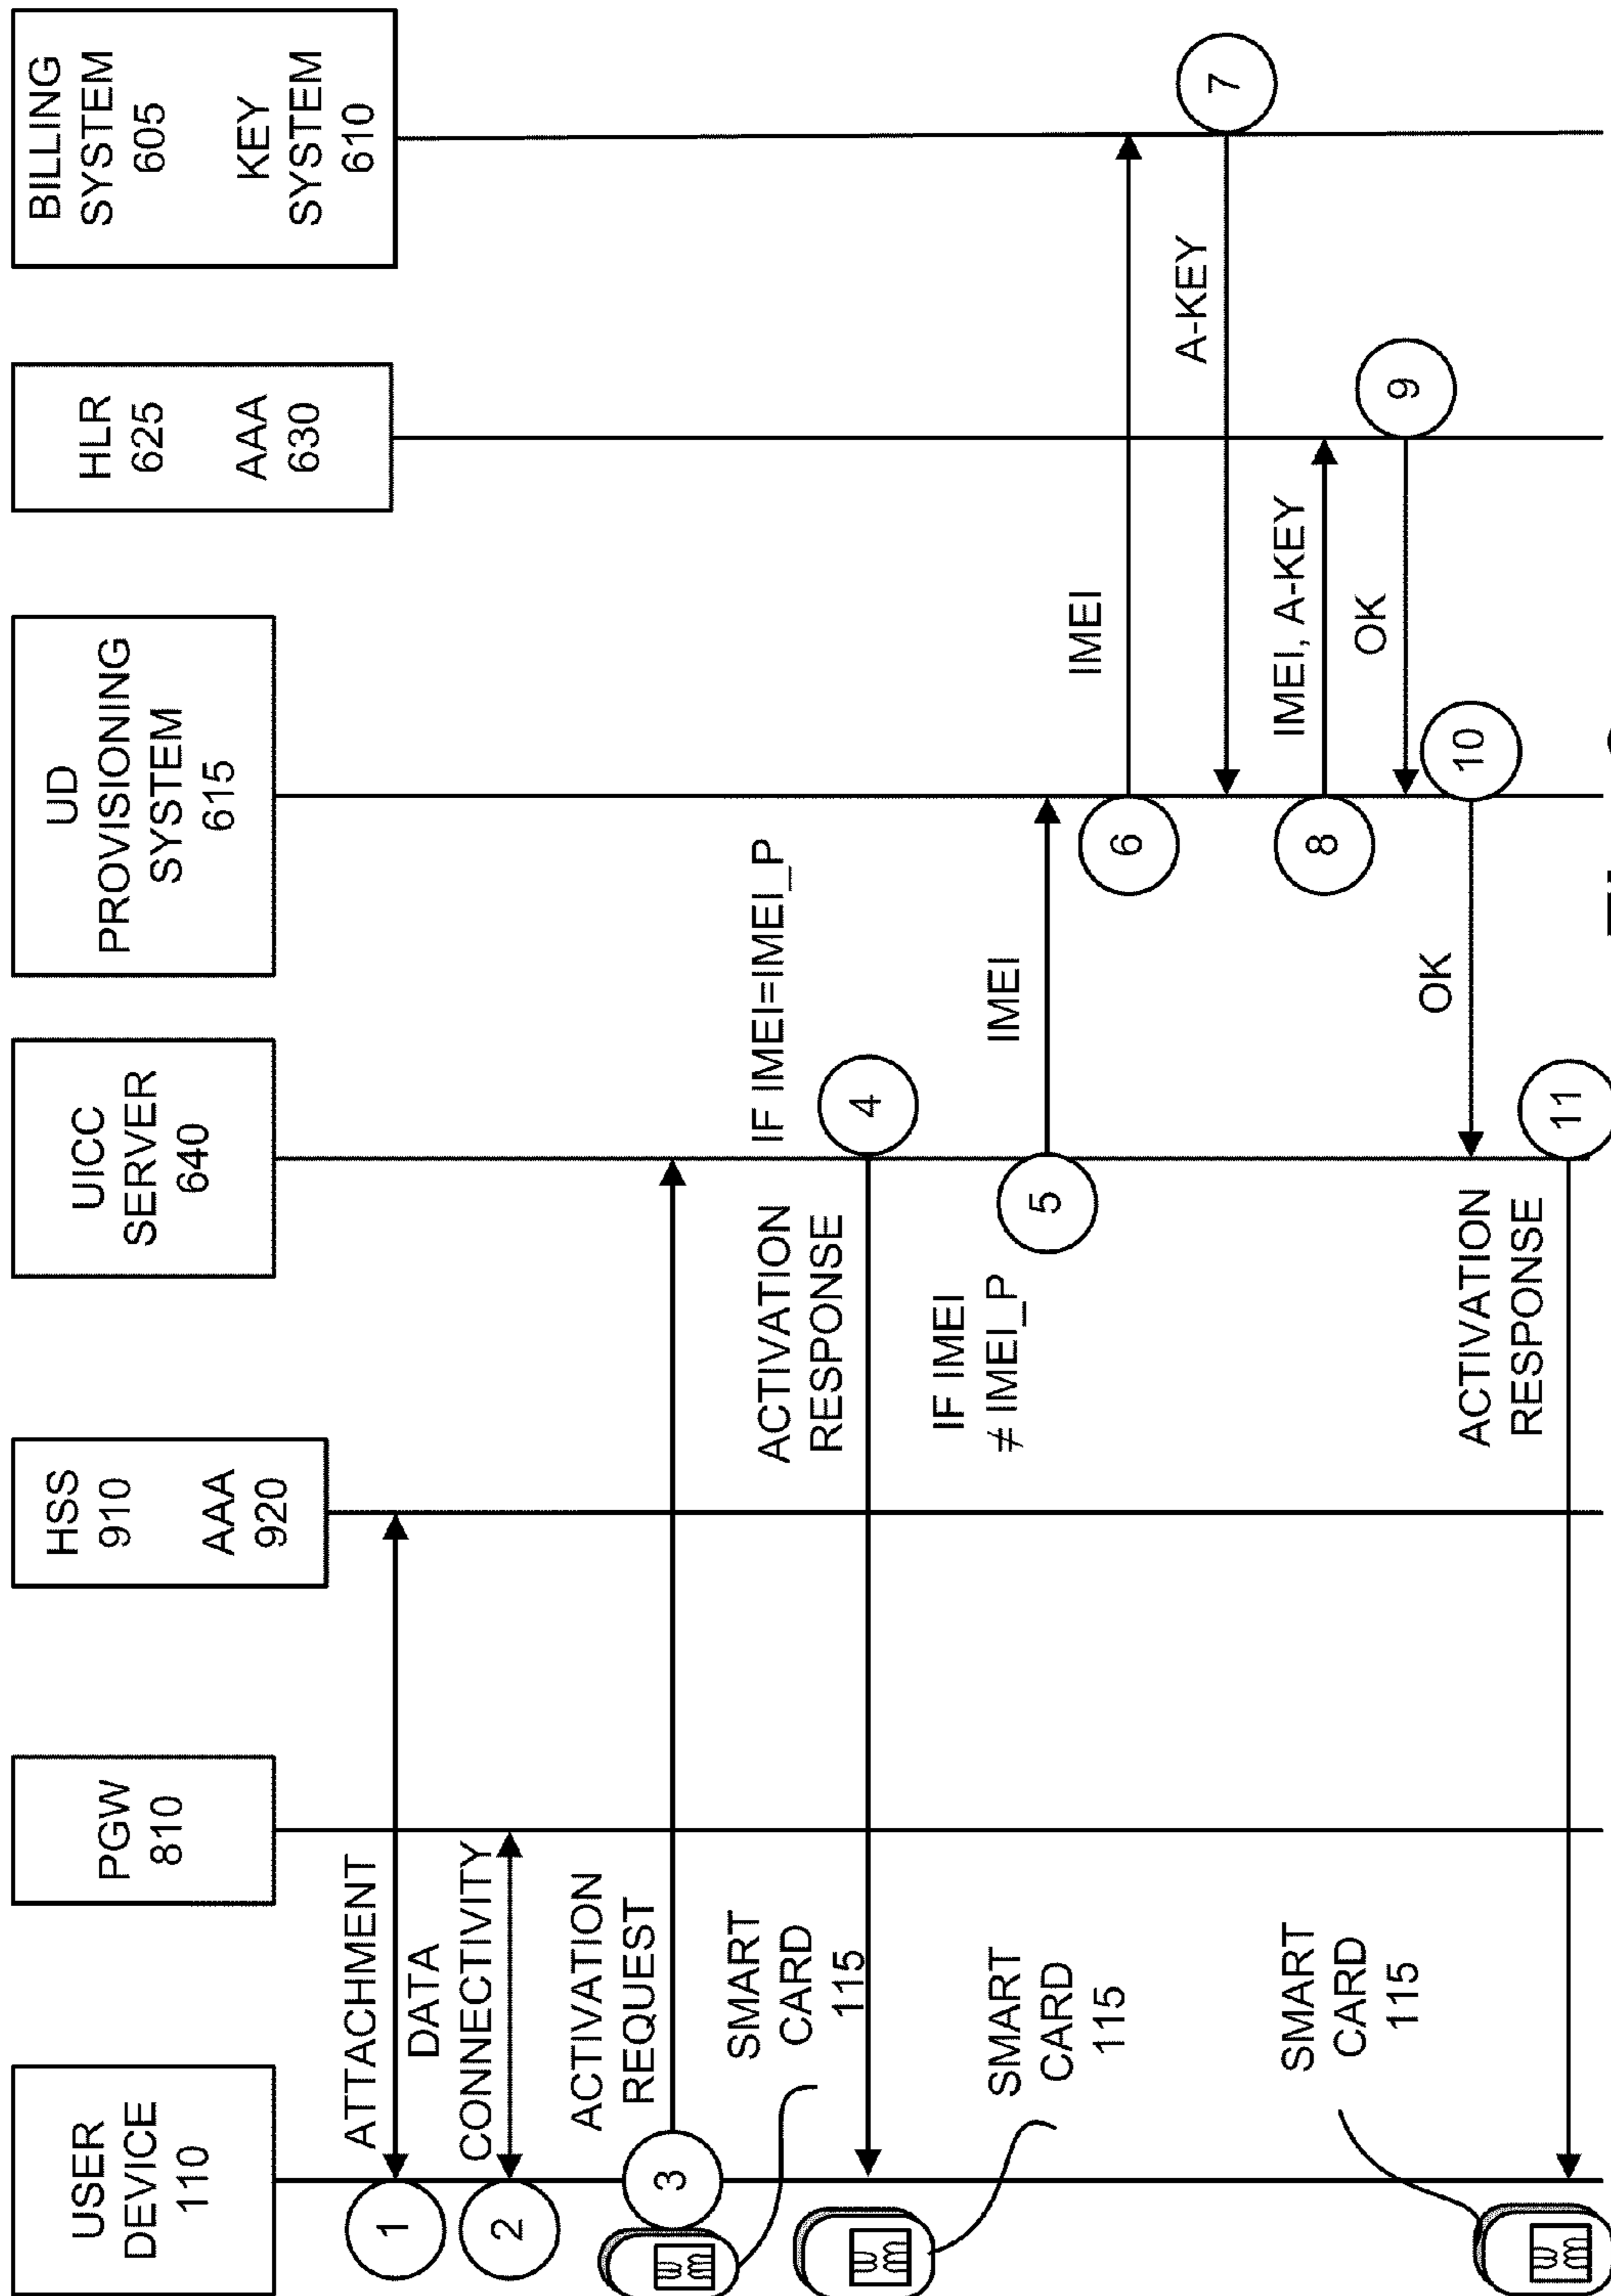 USER
DEVICE
110
PGW
810
HSS
910
AAA
920
UICC
SERVER
640
UD
PROVISIONING
SYSTEM
615
HLR
625
AAA
630
BILLING
SYSTEM
605
KEY
SYSTEM
610
1
ATTACHMENT
2
DATA
CONNECTIVITY
3
ACTIVATION
REQUEST
SMART
CARD
115
ACTIVATION
RESPONSE
IF IMEI=IMEI_P
4
SMART
CARD
115
IF IMEI
≠ IMEI_P
5
IMEI
6
IMEI
7
A-KEY
8
IMEI, A-KEY
9
OK
10
OK
SMART
CARD
115
ACTIVATION
RESPONSE
11